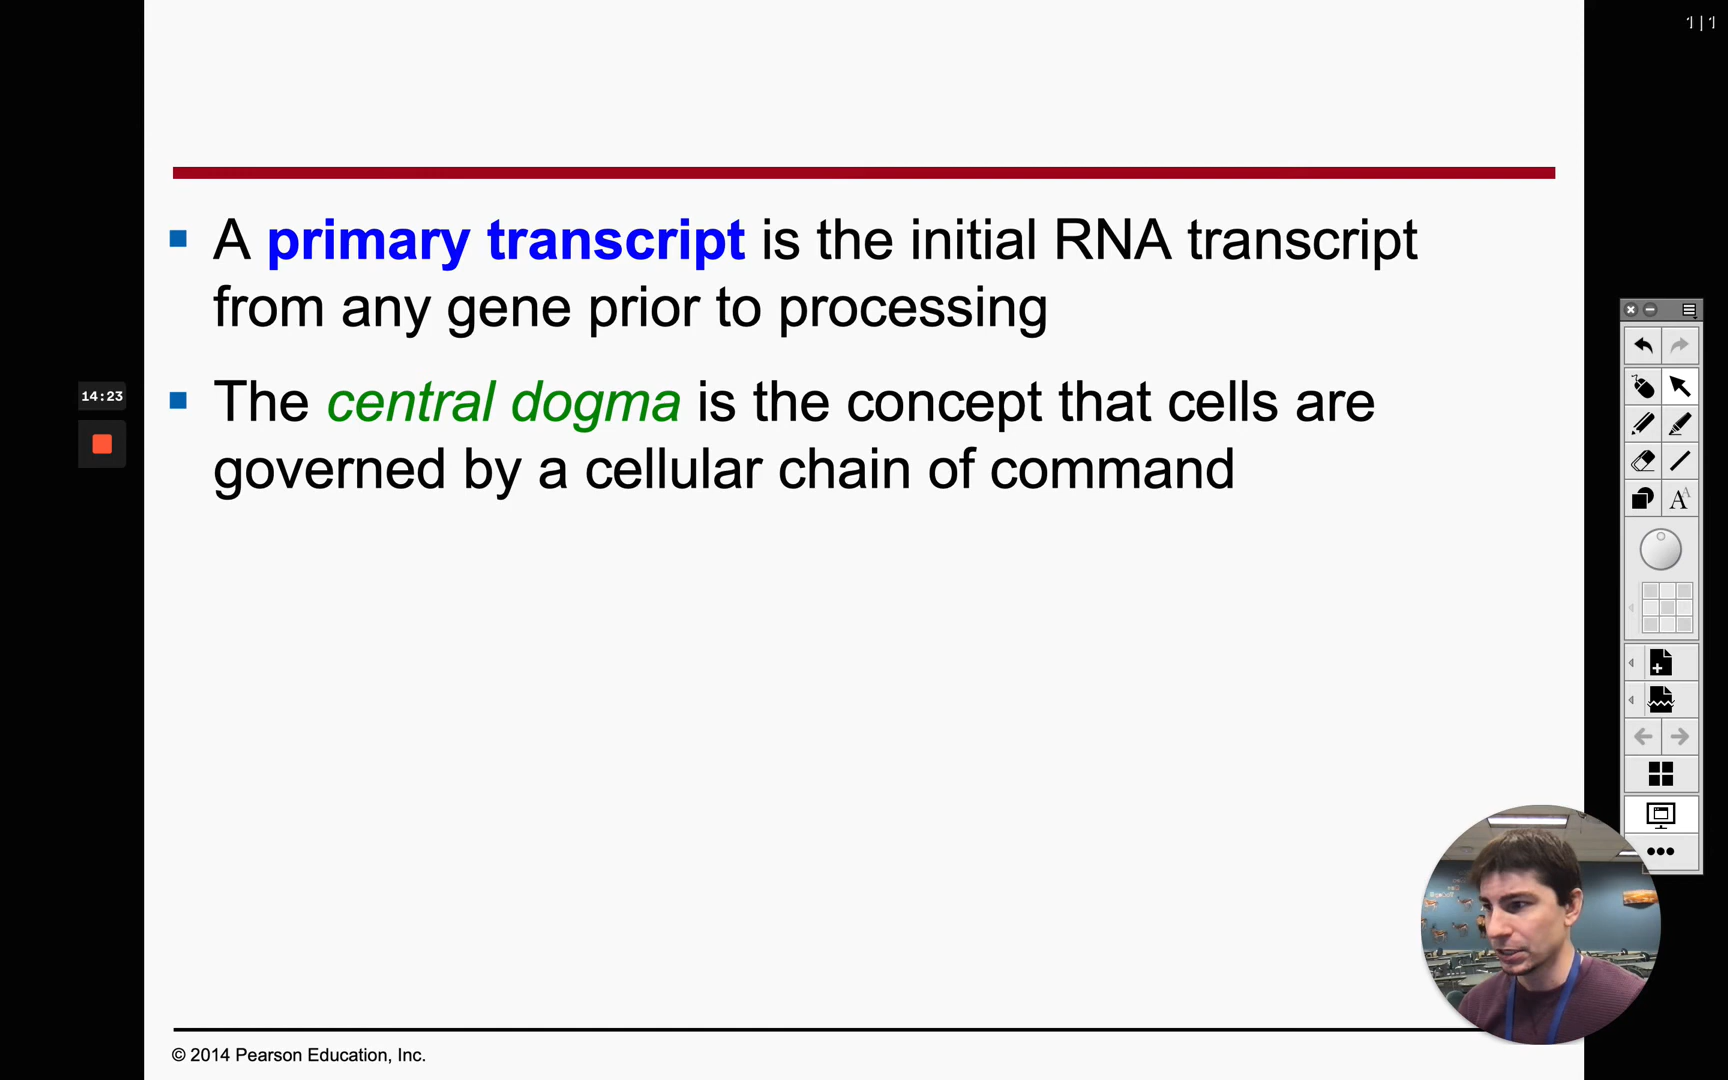 1 | 1
A primary transcript is the initial RNA transcript
from any gene prior to processing
14:23
The central dogma is the concept that cells are
governed by a cellular chain of command
© 2014 Pearson Education, Inc.